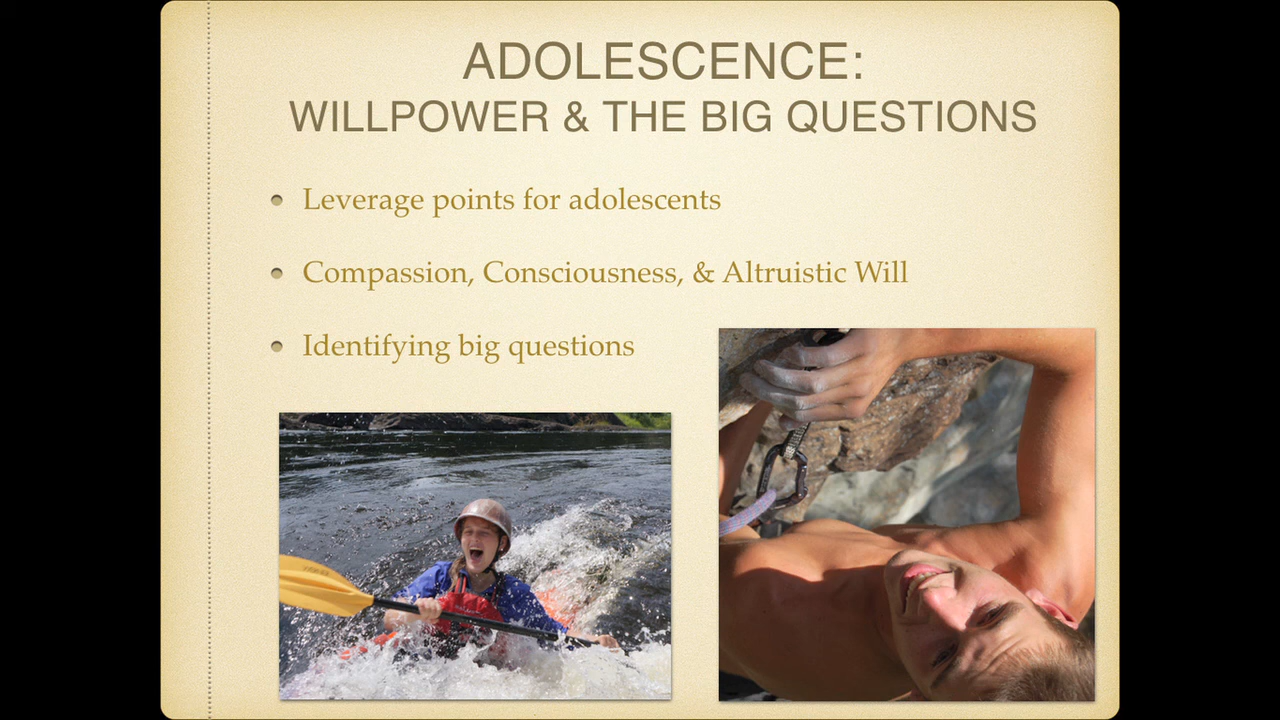 ADOLESCENCE:
WILLPOWER & THE BIG QUESTIONS
Leverage points for adolescents
Compassion, Consciousness, & Altruistic Will
Identifying big questions